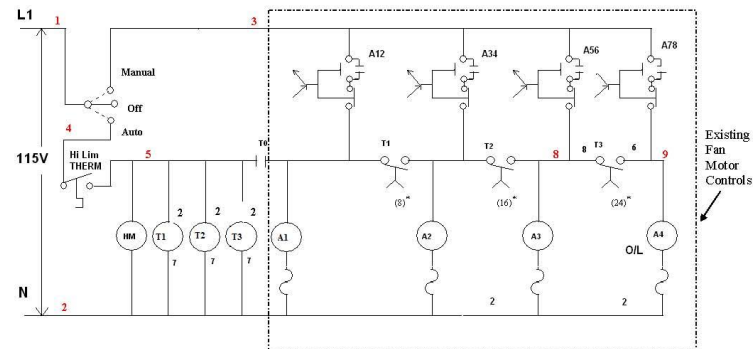 L1
1
3
A12
A34
A56
A78
Manual
Off
Auto
4
115V
Hi Lim
THERM
5
T0
T1
T2
8
8
T3
6
9
Existing
Fan
Motor
Controls
(8)*
(16)*
(24)*
2
2
2
HM
T1
T2
T3
A1
A2
A3
A4
O/L
7
7
7
N
2
2
2